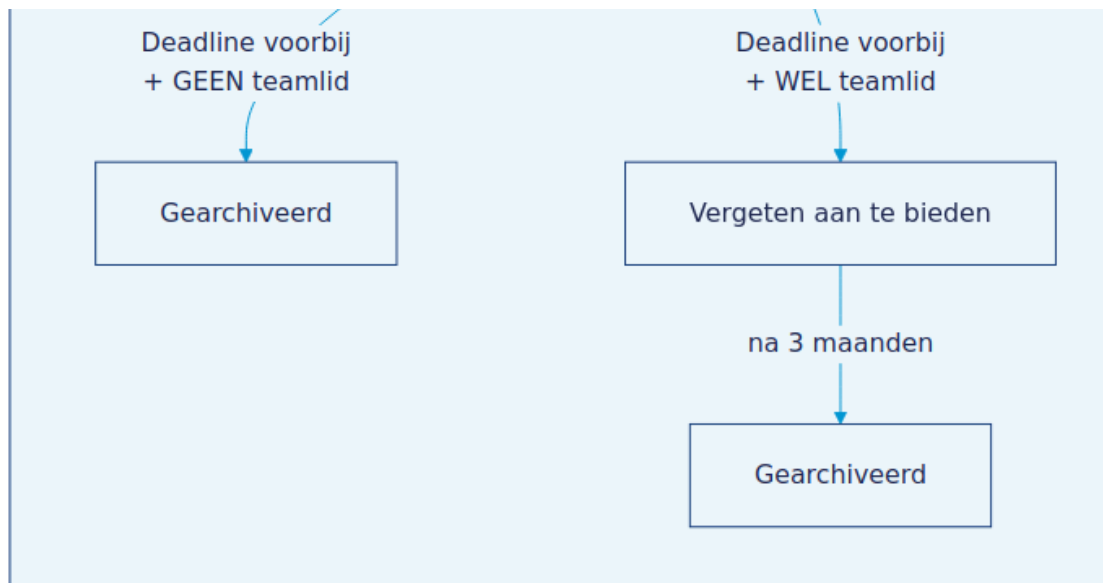 Deadline voorbij
+ GEEN teamlid
Deadline voorbij
+ WEL teamlid
Gearchiveerd
Vergeten aan te bieden
na 3 maanden
Gearchiveerd